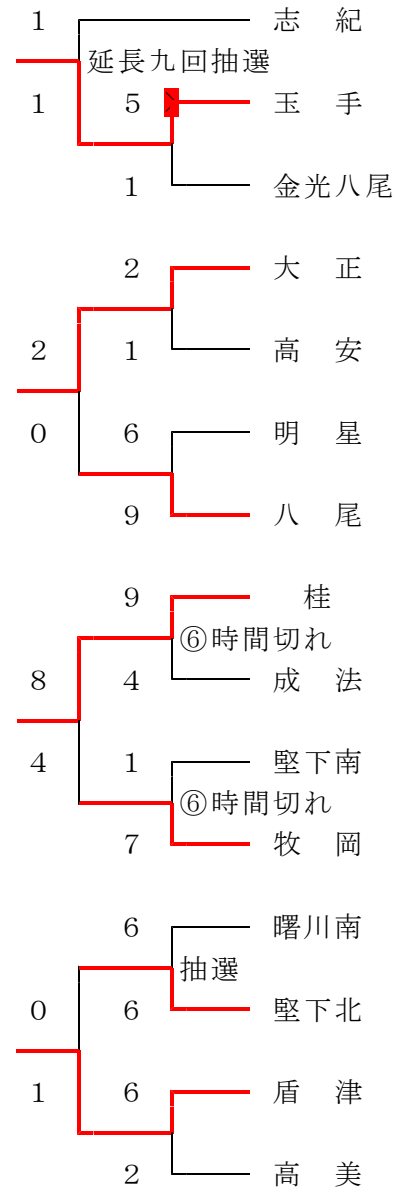 1 志 紀
延長九回抽選
1 5 玉 手
1 金光八尾
2 大 正
2 1 高 安
0 6 明 星
9 八 尾
9 桂
⑥時間切れ
8 4 成 法
4 1 堅下南
⑥時間切れ
7 牧 岡
6 曙川南
抽選
0 6 堅下北
1 6 盾 津
2 高 美